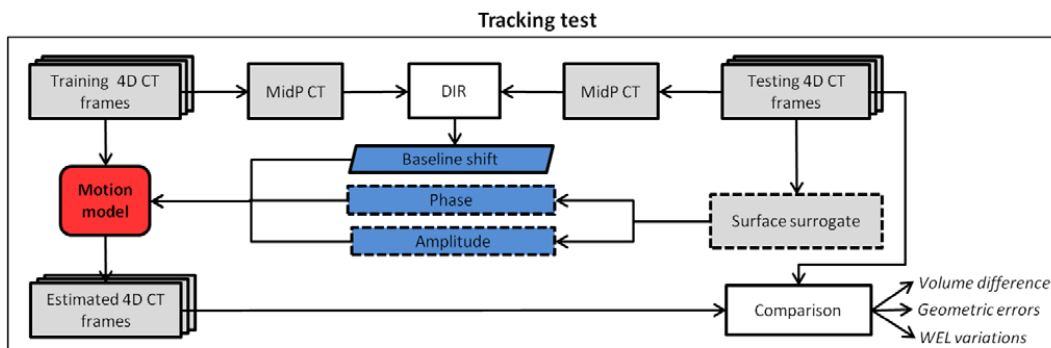 Tracking test
Training 4D CT
frames
MidP CT
DIR
MidP CT
Testing 4D CT
frames
Baseline shift
Motion
model
Phase
Surface surrogate
Amplitude
Estimated 4D CT
frames
Comparison
Volume difference
Geometric errors
WEL variations